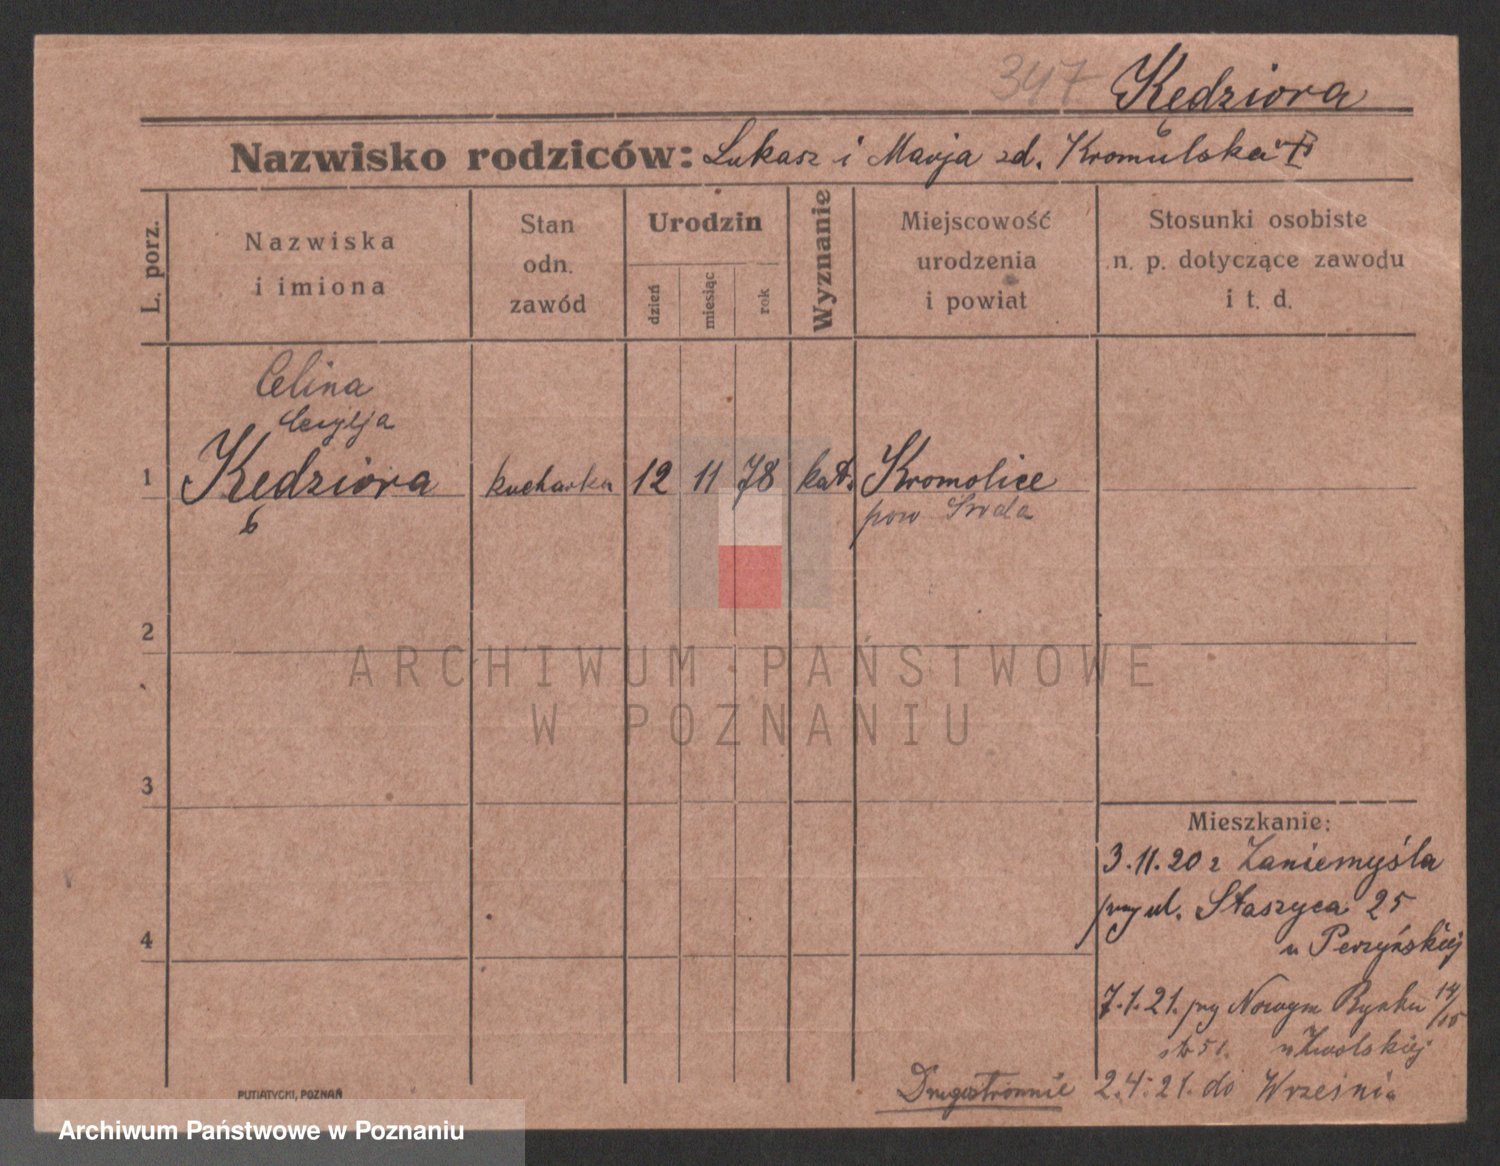 347 Kędziora
Nazwisko rodziców: Łukasz i Marja zd. Kromulska
L. porz.
Nazwiska
i imiona
Stan
odn.
zawód
Urodzin
dzień
miesiąc
rok
Wyznanie
Miejscowość
urodzenia
i powiat
Stosunki osobiste
n. p. dotyczące zawodu
i t. d.
Celina
Cecylja
1 Kędziora kucharka 12 11 78 kat. Kromolice
pow Sroda
2
ARCHIWUM PAŃSTWOWE
W POZNANIU
3
Mieszkanie:
3.11.20 z Zaniemyśla
przy ul. Staszyca 25
u Perzyńskiej
4
7.1.21. przy Nowym Rynku 14/15
u Zwolskiej
Drugostronnie 2.4.21. do Wrześni
PUTIATYCKI, POZNAŃ
Archiwum Państwowe w Poznaniu